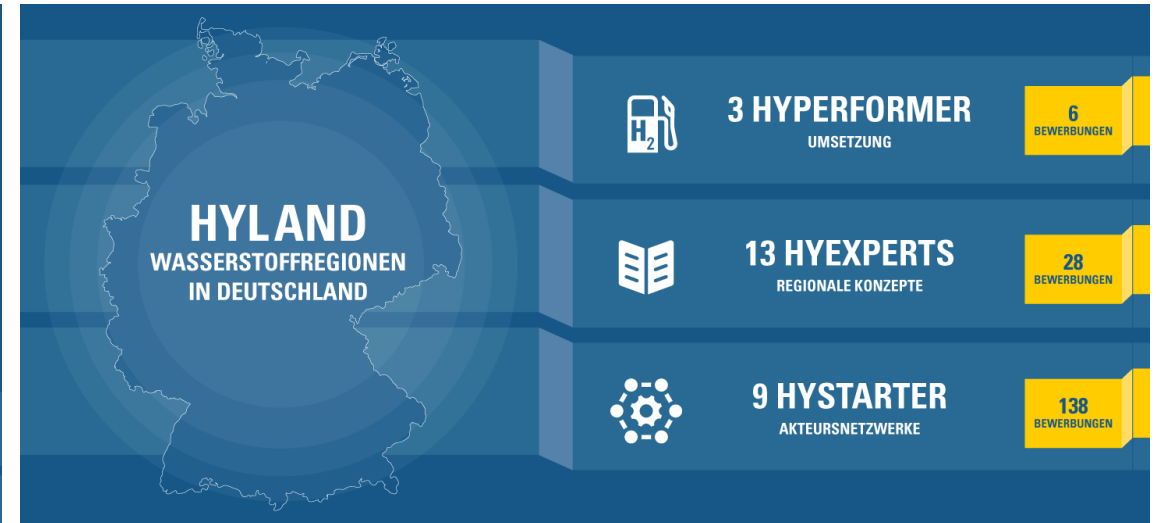 HYLAND
WASSERSTOFFREGIONEN
IN DEUTSCHLAND
H2
3 HYPERFORMER
UMSETZUNG
6
BEWERBUNGEN
13 HYEXPERTS
REGIONALE KONZEPTE
28
BEWERBUNGEN
9 HYSTARTER
AKTEURSNETZWERKE
138
BEWERBUNGEN